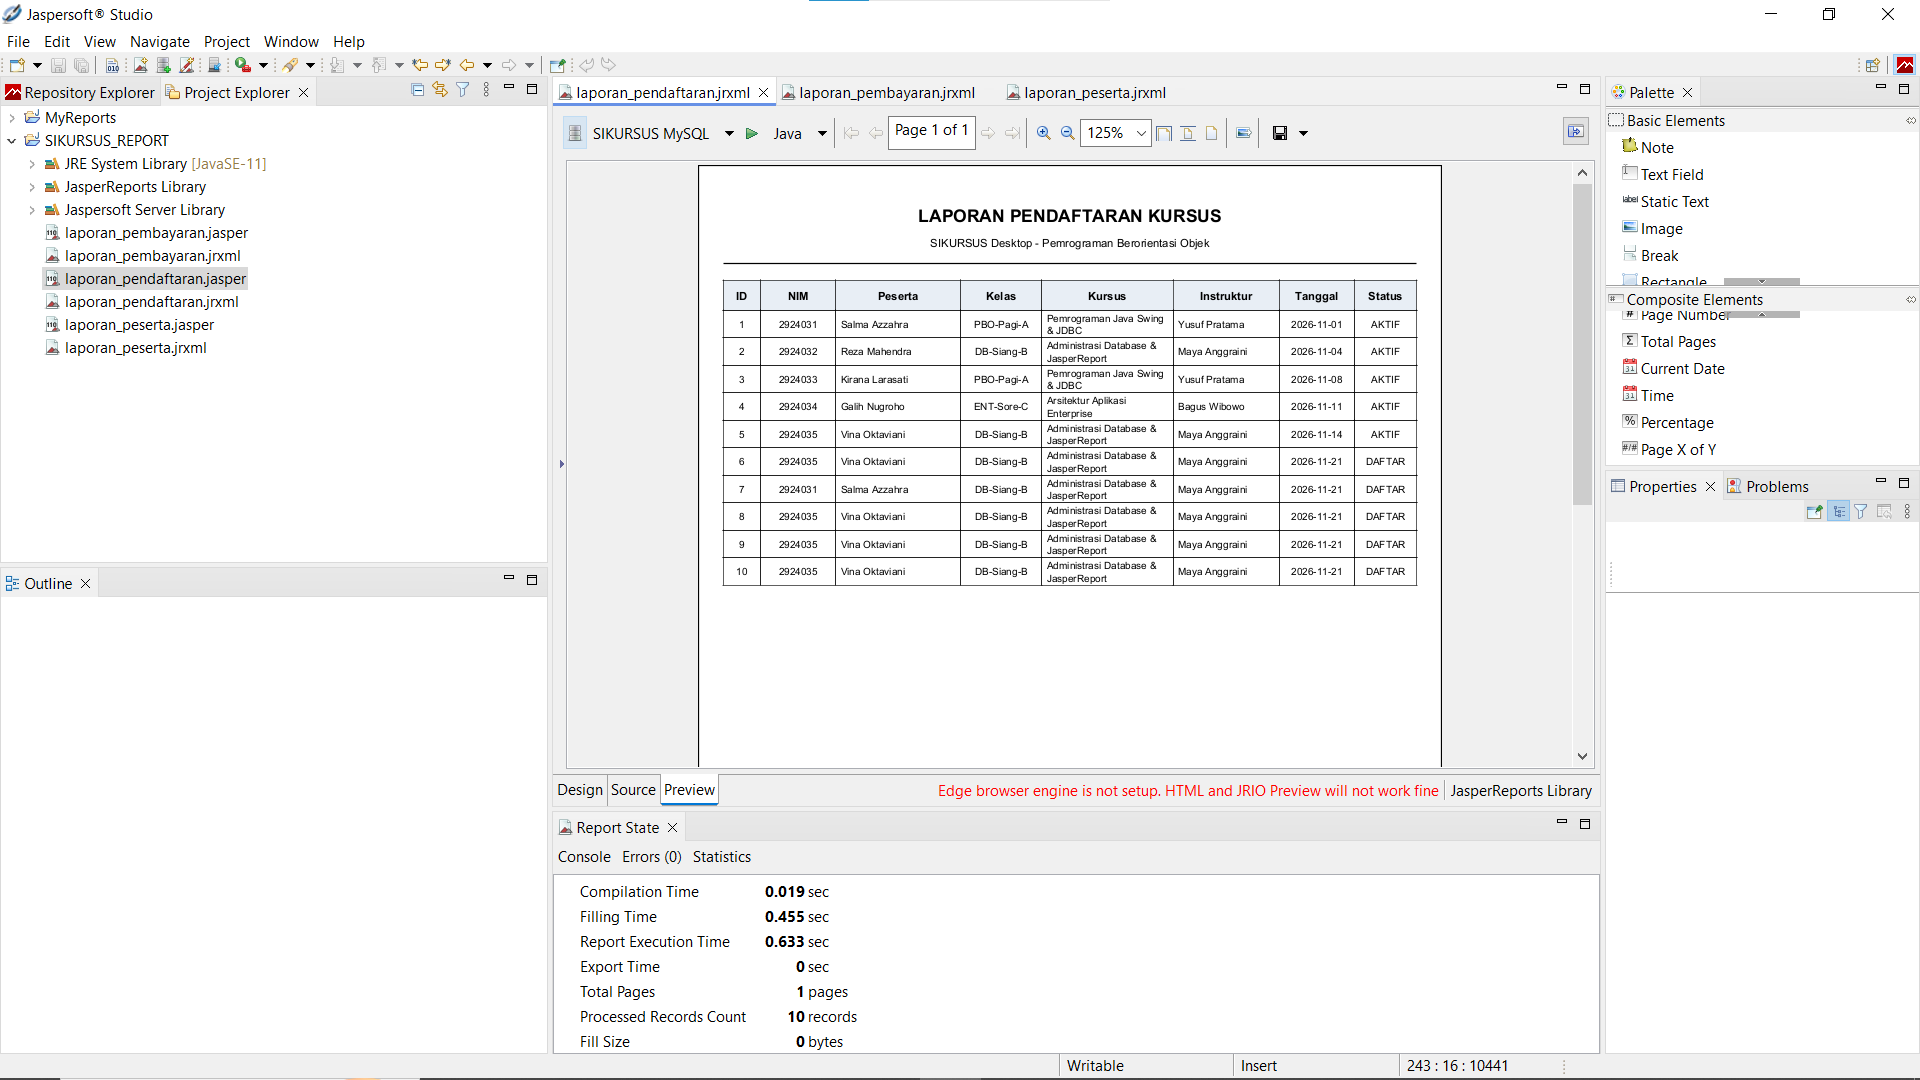 Jaspersoft® Studio
File Edit View Navigate Project Window Help
Repository Explorer Project Explorer
MyReports
SIKURSUS_REPORT
JRE System Library [JavaSE-11]
JasperReports Library
Jaspersoft Server Library
laporan_pembayaran.jasper
laporan_pembayaran.jrxml
laporan_pendaftaran.jasper
laporan_pendaftaran.jrxml
laporan_peserta.jasper
laporan_peserta.jrxml
Outline
laporan_pendaftaran.jrxml laporan_pembayaran.jrxml laporan_peserta.jrxml
SIKURSUS MySQL Java Page 1 of 1 125%
LAPORAN PENDAFTARAN KURSUS
SIKURSUS Desktop - Pemrograman Berorientasi Objek
ID NIM Peserta Kelas Kursus Instruktur Tanggal Status
1 2924031 Salma Azzahra PBO-Pagi-A Pemrograman Java Swing & JDBC Yusuf Pratama 2026-11-01 AKTIF
2 2924032 Reza Mahendra DB-Siang-B Administrasi Database & JasperReport Maya Anggraini 2026-11-04 AKTIF
3 2924033 Kirana Larasati PBO-Pagi-A Pemrograman Java Swing & JDBC Yusuf Pratama 2026-11-08 AKTIF
4 2924034 Galih Nugroho ENT-Sore-C Arsitektur Aplikasi Enterprise Bagus Wibowo 2026-11-11 AKTIF
5 2924035 Vina Oktaviani DB-Siang-B Administrasi Database & JasperReport Maya Anggraini 2026-11-14 AKTIF
6 2924035 Vina Oktaviani DB-Siang-B Administrasi Database & JasperReport Maya Anggraini 2026-11-21 DAFTAR
7 2924031 Salma Azzahra DB-Siang-B Administrasi Database & JasperReport Maya Anggraini 2026-11-21 DAFTAR
8 2924035 Vina Oktaviani DB-Siang-B Administrasi Database & JasperReport Maya Anggraini 2026-11-21 DAFTAR
9 2924035 Vina Oktaviani DB-Siang-B Administrasi Database & JasperReport Maya Anggraini 2026-11-21 DAFTAR
10 2924035 Vina Oktaviani DB-Siang-B Administrasi Database & JasperReport Maya Anggraini 2026-11-21 DAFTAR
Design Source Preview
Edge browser engine is not setup. HTML and JRIO Preview will not work fine JasperReports Library
Report State
Console Errors (0) Statistics
Compilation Time 0.019 sec
Filling Time 0.455 sec
Report Execution Time 0.633 sec
Export Time 0 sec
Total Pages 1 pages
Processed Records Count 10 records
Fill Size 0 bytes
Palette
Basic Elements
Note
Text Field
label Static Text
Image
Break
Rectangle
Composite Elements
# Page Number
Σ Total Pages
31 Current Date
31 Time
% Percentage
#/# Page X of Y
Properties Problems
Writable Insert 243 : 16 : 10441